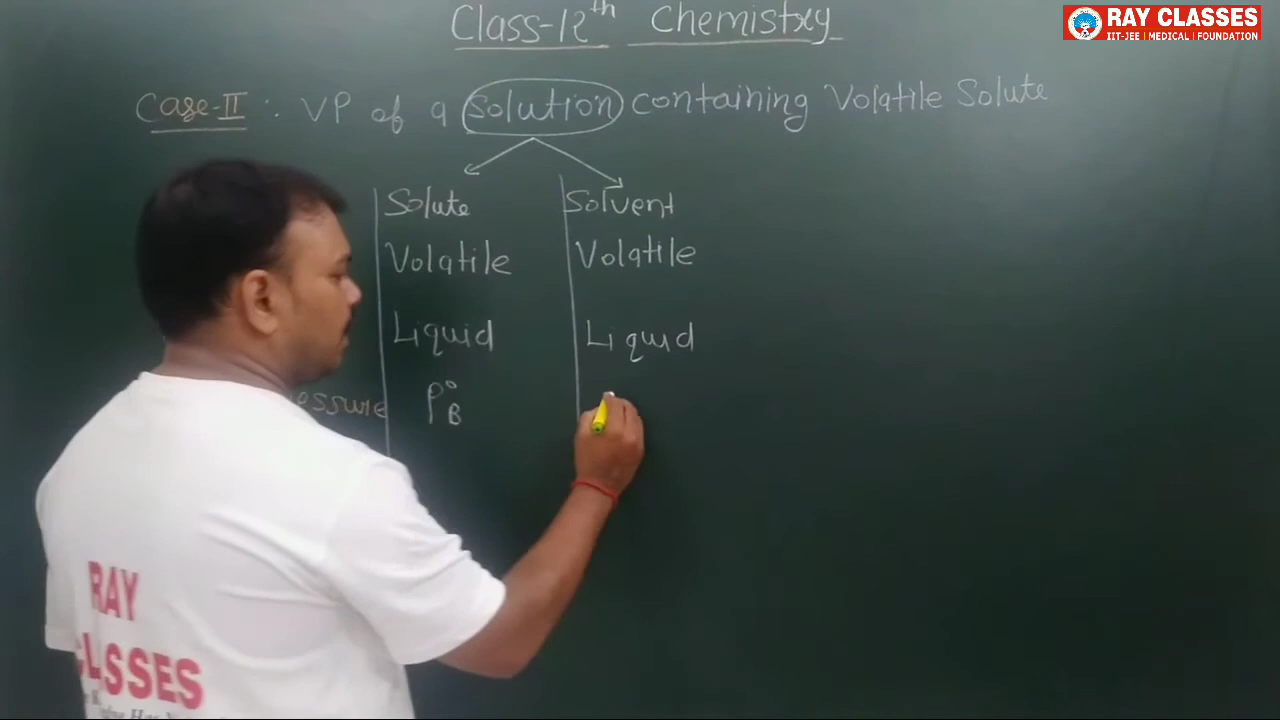 Class-12th Chemistry
RAY CLASSES
IIT-JEE | MEDICAL | FOUNDATION
Case-II : VP of a Solution containing Volatile Solute
Solute Solvent
Volatile Volatile
Liquid Liquid
P°B
RAY
CLASSES